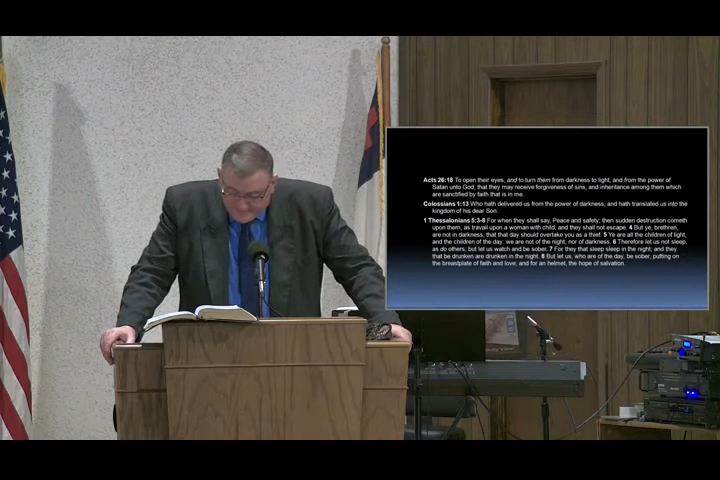 Acts 26:18 To open their eyes, and to turn them from darkness to light, and from the power of
Satan unto God, that they may receive forgiveness of sins, and inheritance among them which
are sanctified by faith that is in me.
Colossians 1:13 Who hath delivered us from the power of darkness, and hath translated us into the
kingdom of his dear Son:
1 Thessalonians 5:3-8 For when they shall say, Peace and safety; then sudden destruction cometh
upon them, as travail upon a woman with child; and they shall not escape. 4 But ye, brethren,
are not in darkness, that that day should overtake you as a thief. 5 Ye are all the children of light,
and the children of the day: we are not of the night, nor of darkness. 6 Therefore let us not sleep,
as do others; but let us watch and be sober. 7 For they that sleep sleep in the night; and they
that be drunken are drunken in the night. 8 But let us, who are of the day, be sober, putting on
the breastplate of faith and love; and for an helmet, the hope of salvation.